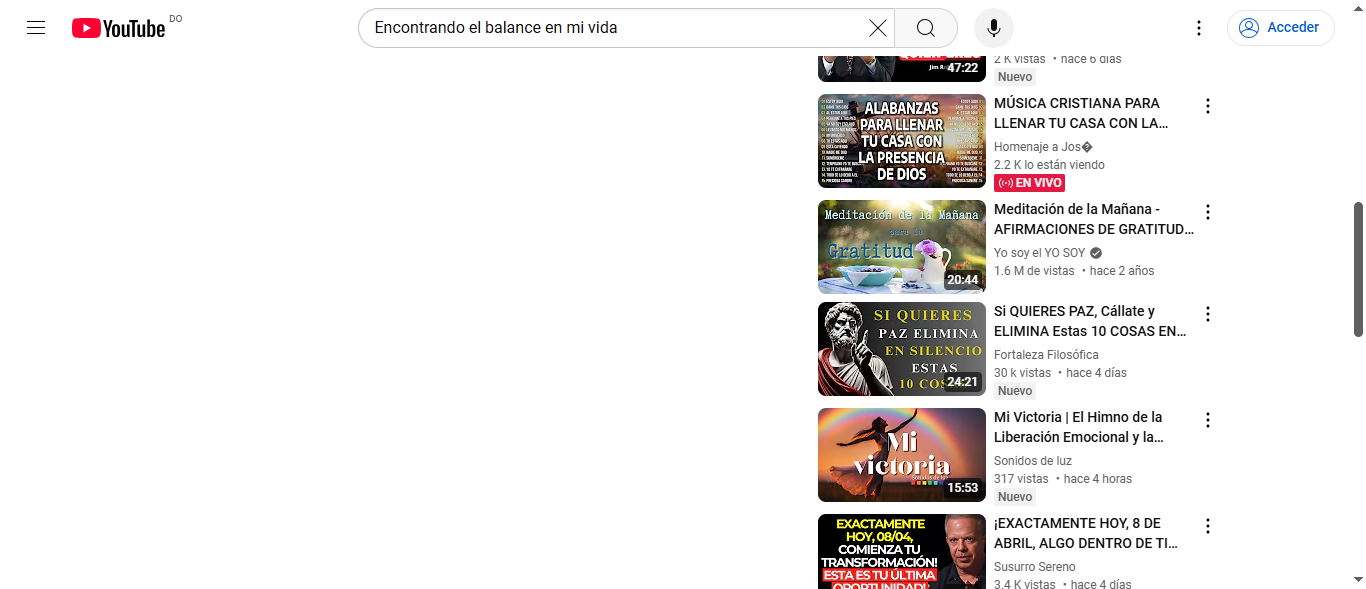 YouTube DO
Encontrando el balance en mi vida
Acceder
47:22
2 K vistas • hace 6 días
Nuevo
ALABANZAS
PARA LLENAR
TU CASA CON
LA PRESENCIA
DE DIOS
MÚSICA CRISTIANA PARA
LLENAR TU CASA CON LA...
Homenaje a Jos�
2.2 K lo están viendo
EN VIVO
Meditación de la Mañana
para la
Gratitud
20:44
Meditación de la Mañana -
AFIRMACIONES DE GRATITUD...
Yo soy el YO SOY
1.6 M de vistas • hace 2 años
SI QUIERES
PAZ ELIMINA
EN SILENCIO
ESTAS
10 COS
24:21
Si QUIERES PAZ, Cállate y
ELIMINA Estas 10 COSAS EN...
Fortaleza Filosófica
30 k vistas • hace 4 días
Nuevo
Mi
victoria
Sonidos de luz
15:53
Mi Victoria | El Himno de la
Liberación Emocional y la...
Sonidos de luz
317 vistas • hace 4 horas
Nuevo
EXACTAMENTE
HOY, 08/04,
COMIENZA TU
TRANSFORMACIÓN!
ESTA ES TU ÚLTIMA
OPORTUNIDAD!
¡EXACTAMENTE HOY, 8 DE
ABRIL, ALGO DENTRO DE TI...
Susurro Sereno
3.4 K vistas • hace 4 días